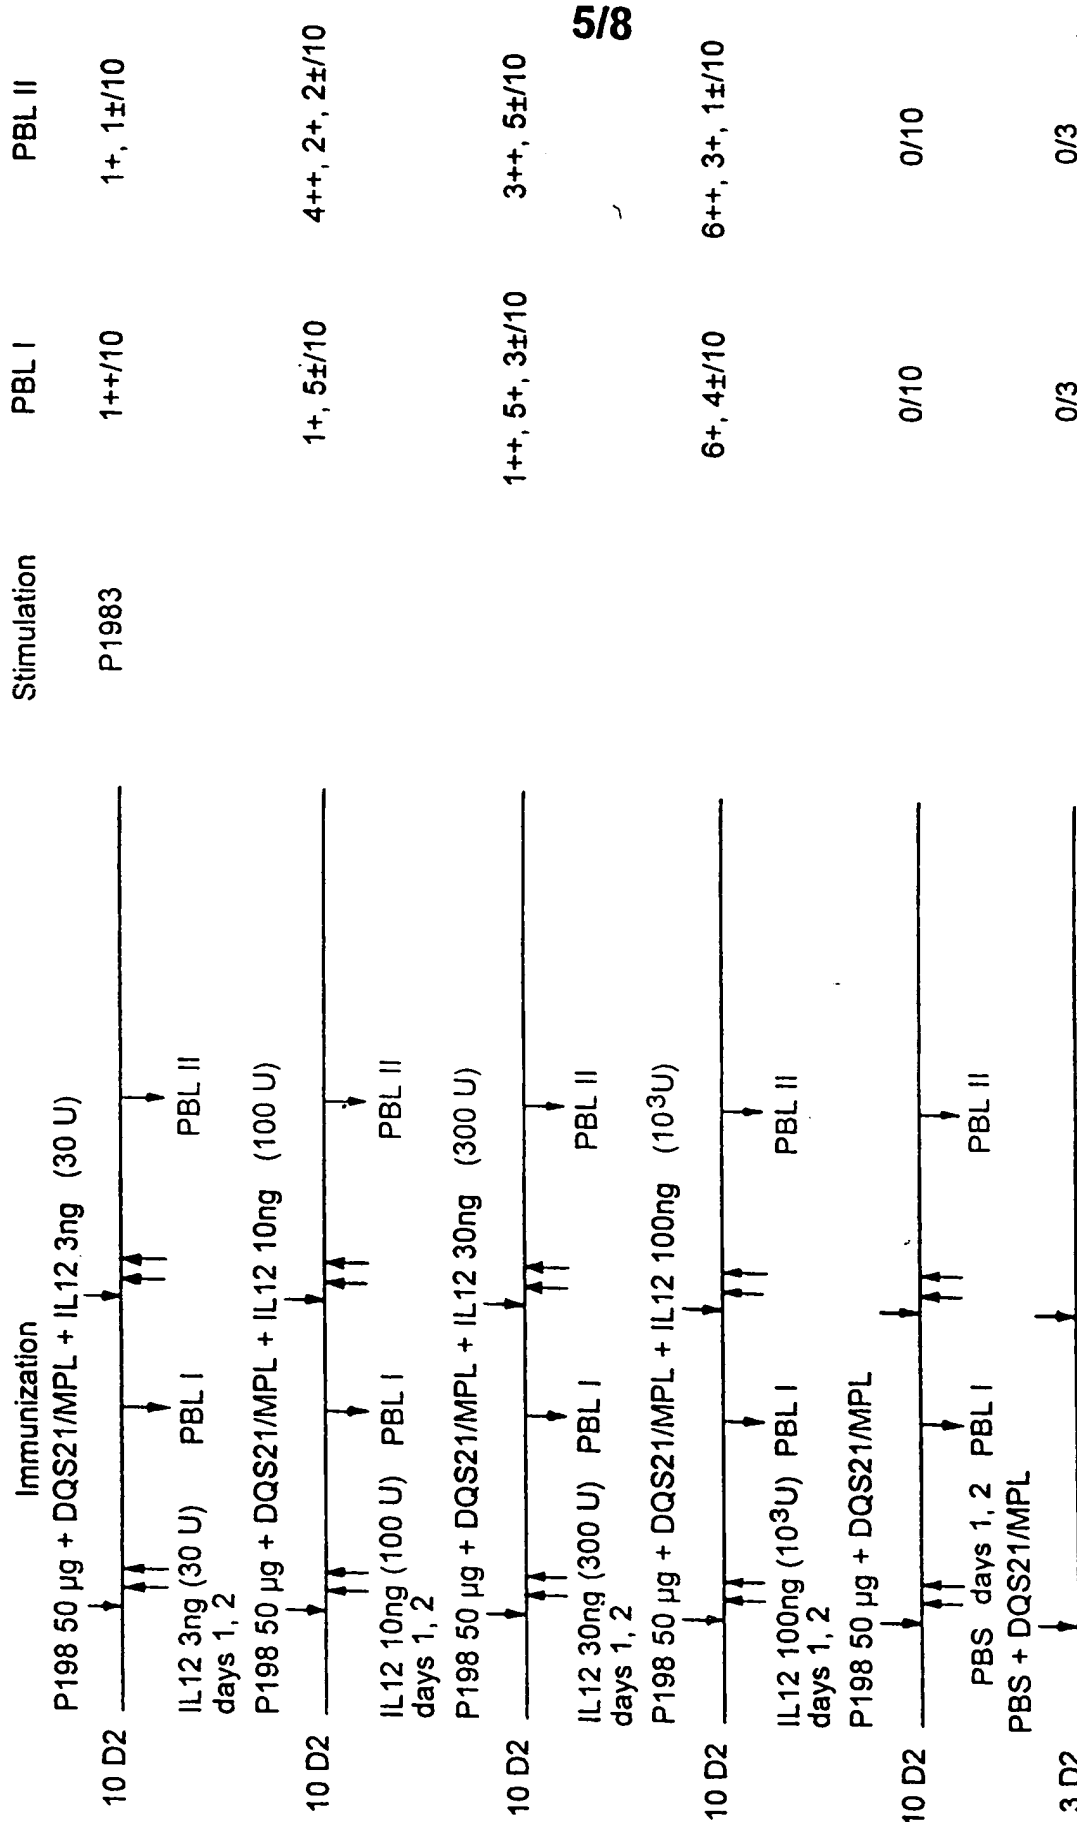 5/8
Immunization
Stimulation
PBL I
PBL II
P198 50 µg + DQS21/MPL + IL12 3ng (30 U)
10 D2
P1983
1++/10
1+, 1±/10
PBL I
PBL II
IL12 3ng (30 U)
days 1, 2
P198 50 µg + DQS21/MPL + IL12 10ng (100 U)
10 D2
1+, 5±/10
4++, 2+, 2±/10
PBL I
PBL II
IL12 10ng (100 U)
days 1, 2
P198 50 µg + DQS21/MPL + IL12 30ng (300 U)
10 D2
1++, 5+, 3±/10
3++, 5±/10
PBL I
PBL II
IL12 30ng (300 U)
days 1, 2
P198 50 µg + DQS21/MPL + IL12 100ng (10³U)
10 D2
6+, 4±/10
6++, 3+, 1±/10
PBL I
PBL II
IL12 100ng (10³U)
days 1, 2
P198 50 µg + DQS21/MPL
10 D2
0/10
0/10
PBL I
PBL II
PBS days 1, 2
PBS + DQS21/MPL
3 D2
0/3
0/3